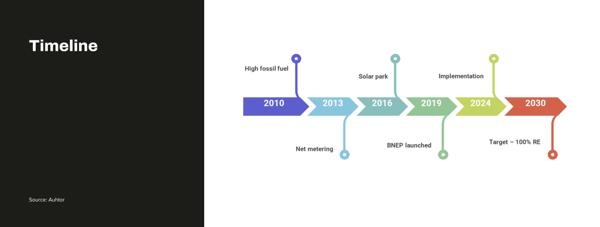 Timeline
High fossil fuel
Solar park
Implementation
2010
2013
2016
2019
2024
2030
Net metering
BNEP launched
Target – 100% RE
Source: Auhtor